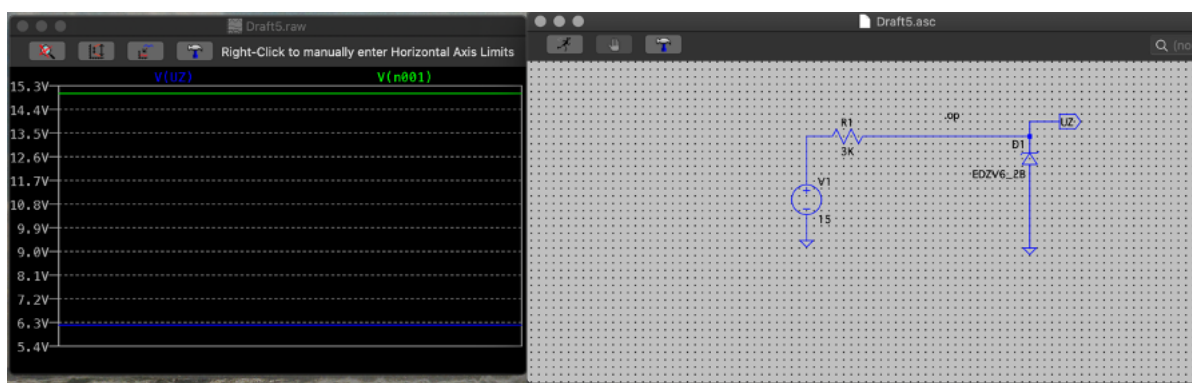 Draft5.raw
Right-Click to manually enter Horizontal Axis Limits
V(UZ) V(n001)
15.3V
14.4V
13.5V
12.6V
11.7V
10.8V
9.9V
9.0V
8.1V
7.2V
6.3V
5.4V
Draft5.asc
(no
.op
R1
3K
UZ
D1
EDZV6_2B
V1
15